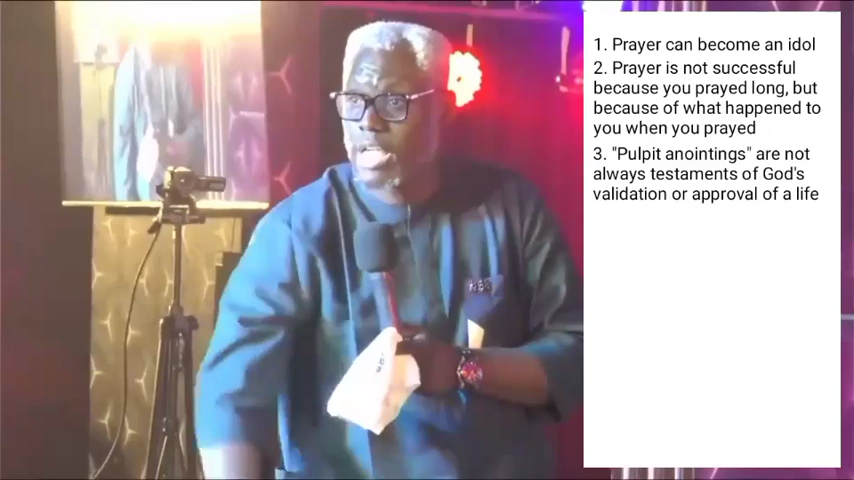 1. Prayer can become an idol
2. Prayer is not successful
because you prayed long, but
because of what happened to
you when you prayed
3. "Pulpit anointings" are not
always testaments of God's
validation or approval of a life